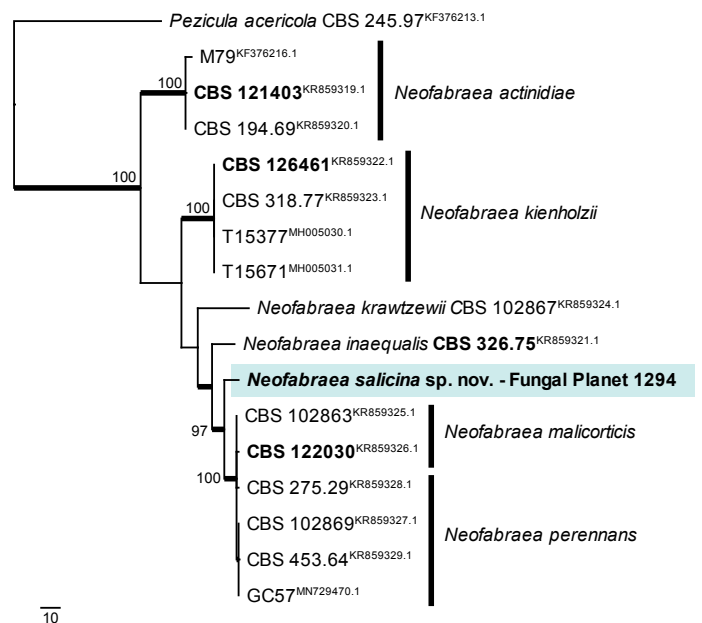 Pezicula acericola CBS 245.97KF376213.1
M79KF376216.1
100
CBS 121403KR859319.1
Neofabraea actinidiae
CBS 194.69KR859320.1
CBS 126461KR859322.1
100
CBS 318.77KR859323.1
100
Neofabraea kienholzii
T15377MH005030.1
T15671MH005031.1
Neofabraea krawtzewii CBS 102867KR859324.1
Neofabraea inaequalis CBS 326.75KR859321.1
Neofabraea salicina sp. nov. - Fungal Planet 1294
CBS 102863KR859325.1
97
Neofabraea malicorticis
CBS 122030KR859326.1
100
CBS 275.29KR859328.1
CBS 102869KR859327.1
Neofabraea perennans
CBS 453.64KR859329.1
GC57MN729470.1
10